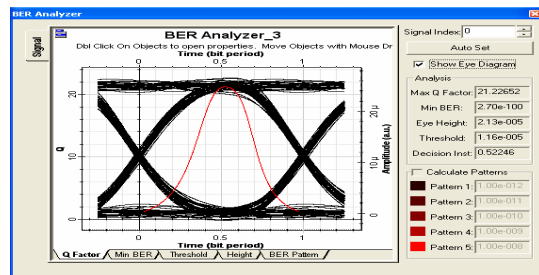 BER Analyzer
Signal
BER Analyzer_3
Dbl Click On Objects to open properties. Move Objects with Mouse Dr
Time (bit period)
0
0.5
1
20
10
0
Q
20 µ
10 µ
0
Amplitude (a.u.)
0
0.5
1
Time (bit period)
Q Factor
Min BER
Threshold
Height
BER Pattern
Signal Index: 0
Auto Set
Show Eye Diagram
Analysis
Max Q Factor: 21.22652
Min BER: 2.70e-100
Eye Height: 2.13e-005
Threshold: 1.16e-005
Decision Inst: 0.52246
Calculate Patterns
Pattern 1: 1.00e-012
Pattern 2: 1.00e-011
Pattern 3: 1.00e-010
Pattern 4: 1.00e-009
Pattern 5: 1.00e-008